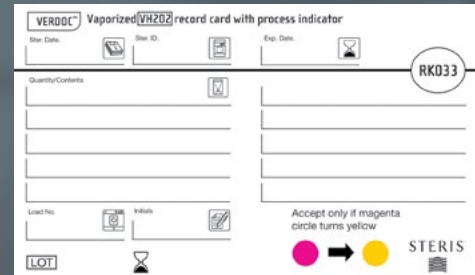 VERDOC™ Vaporized VH2O2 record card with process indicator
Ster. Date. Ster. ID. Exp. Date.
RK033
Quantity/Contents
Load No. Initials
Accept only if magenta
circle turns yellow
STERIS
LOT